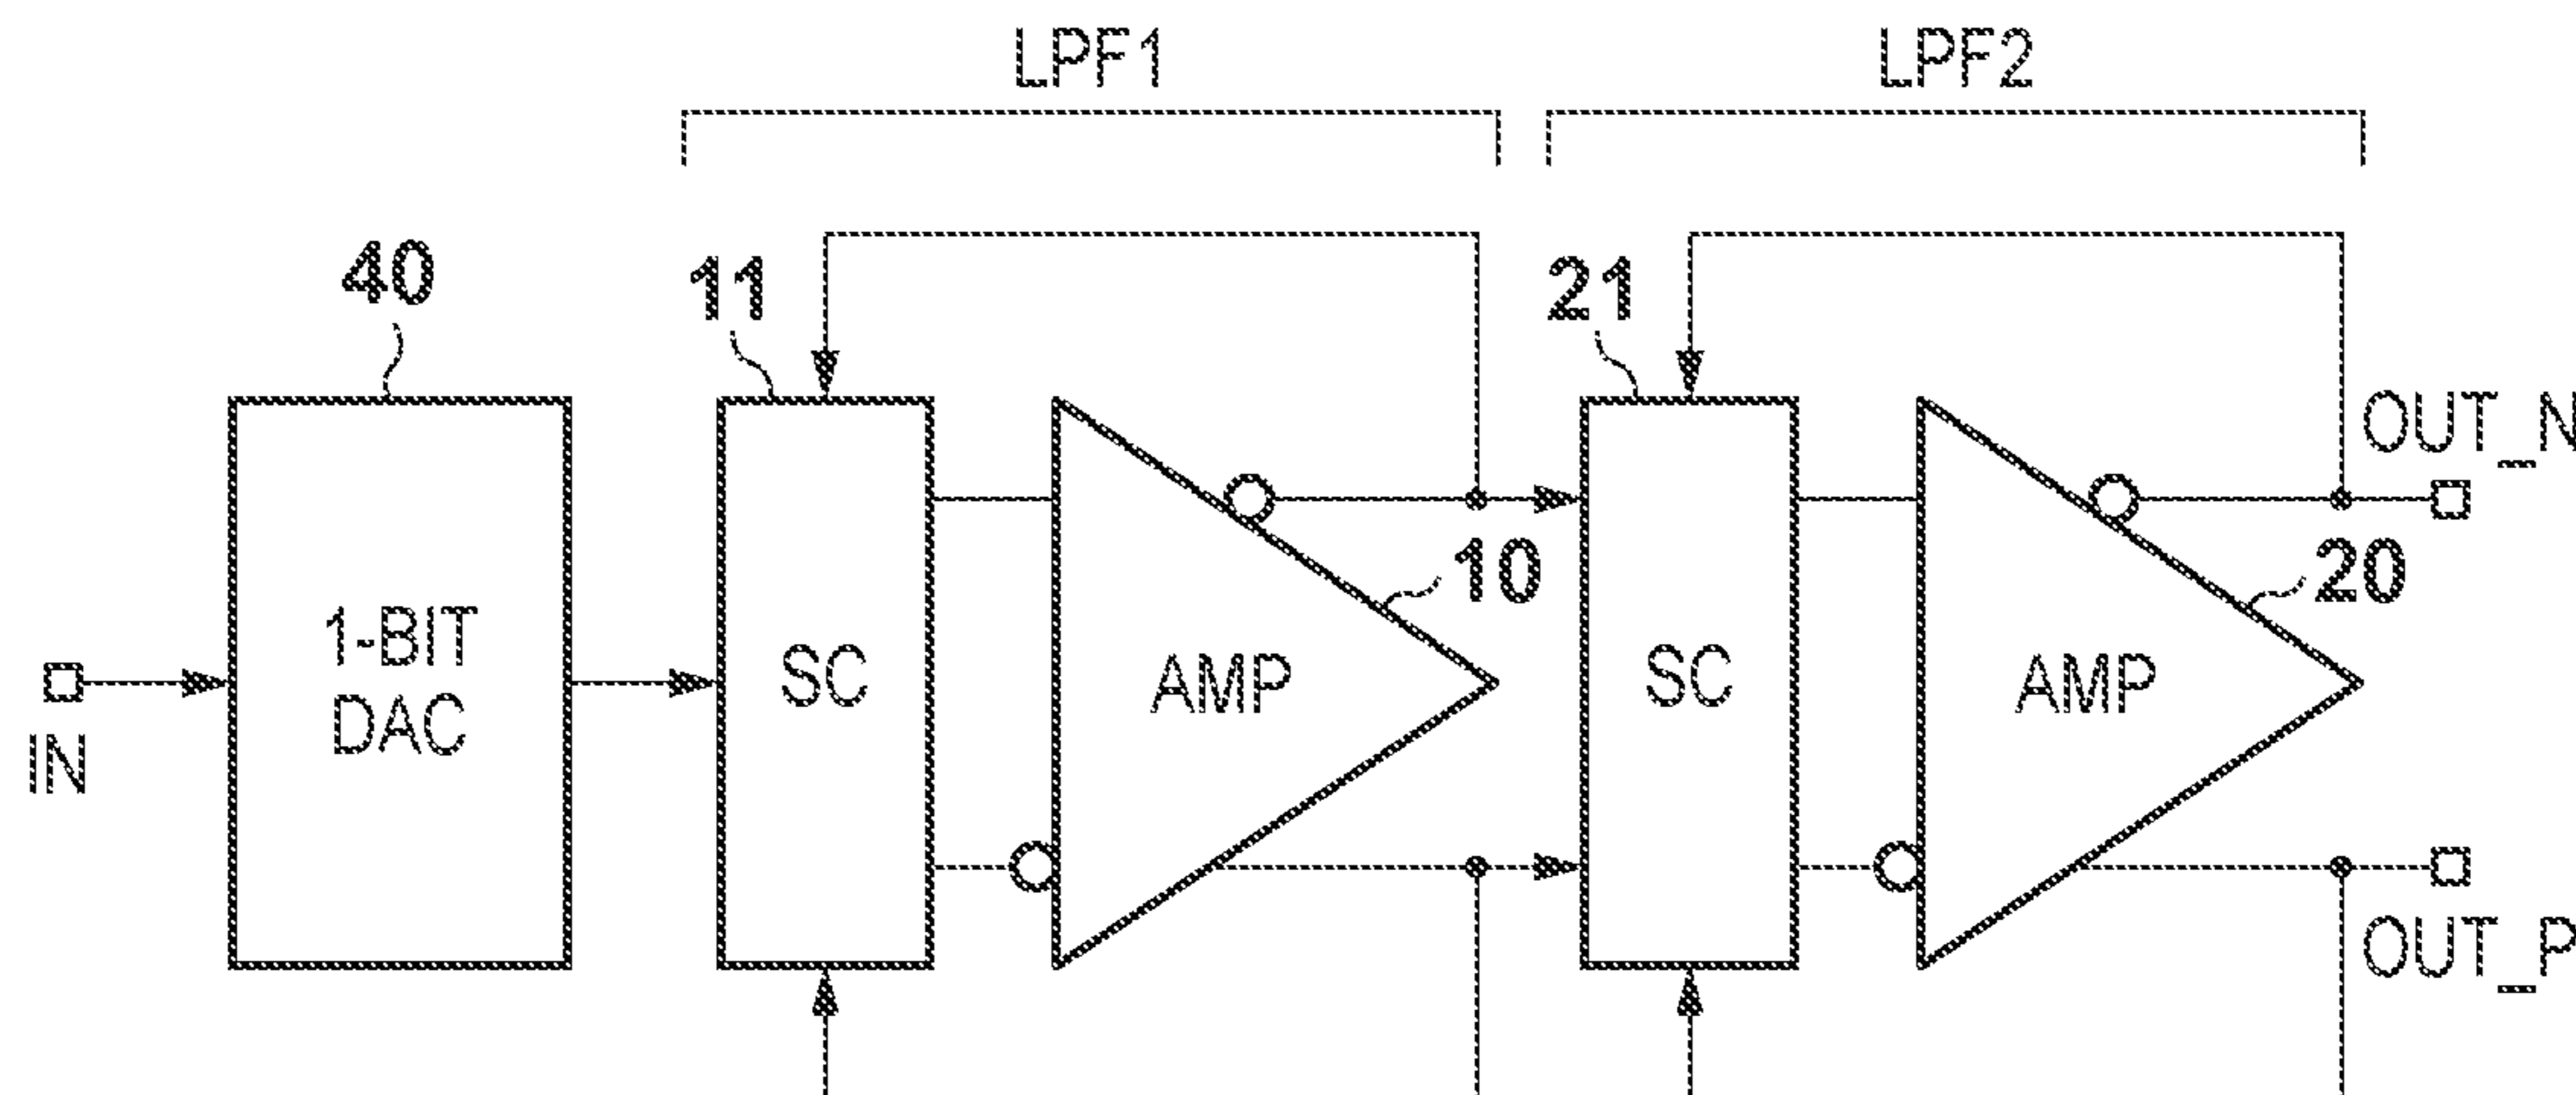 LPF1
LPF2
40
11
21
OUT_N
10
20
1-BIT
DAC
SC
AMP
SC
AMP
IN
OUT_P